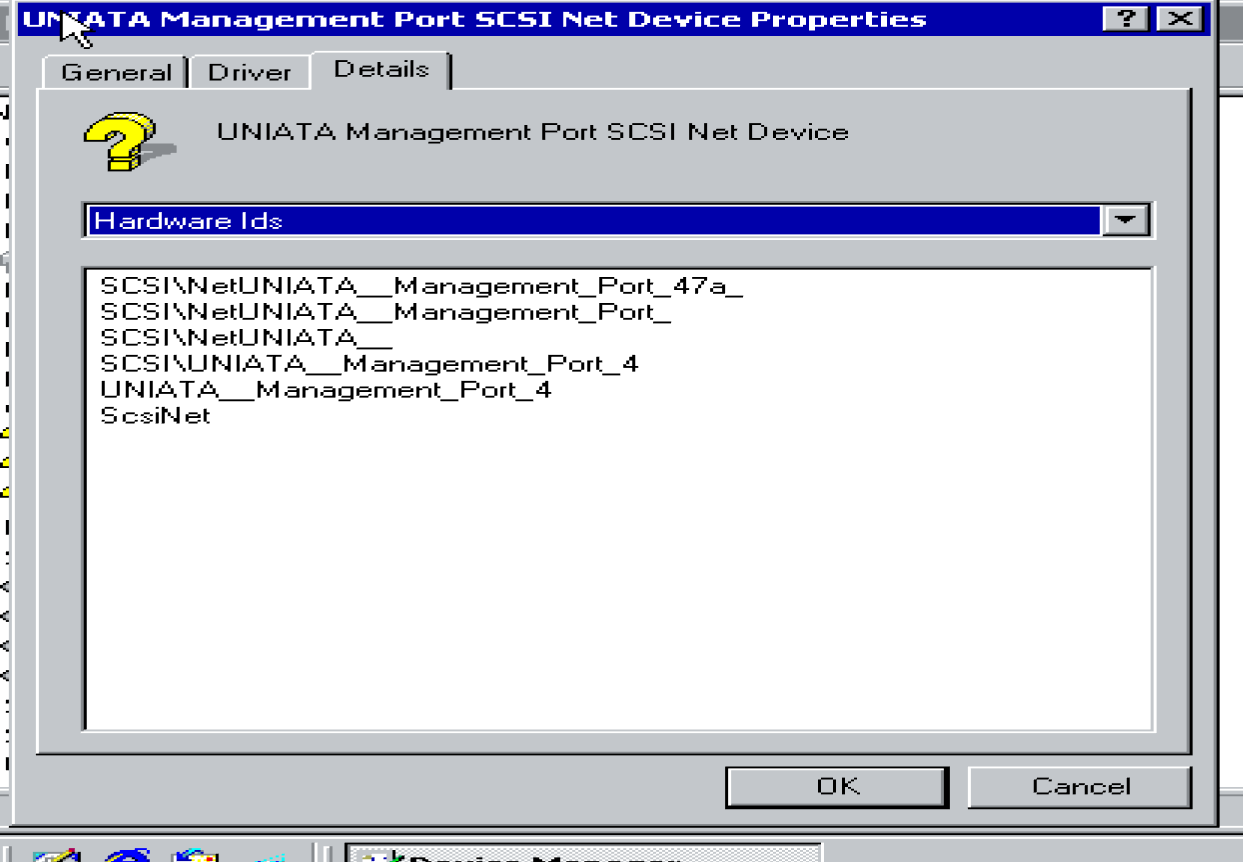 UNIATA Management Port SCSI Net Device Properties
General Driver Details
UNIATA Management Port SCSI Net Device
Hardware Ids
SCSI\NetUNIATA__Management_Port_47a_
SCSI\NetUNIATA__Management_Port_
SCSI\NetUNIATA__
SCSI\UNIATA__Management_Port_4
UNIATA__Management_Port_4
ScsiNet
OK Cancel
Device Manager